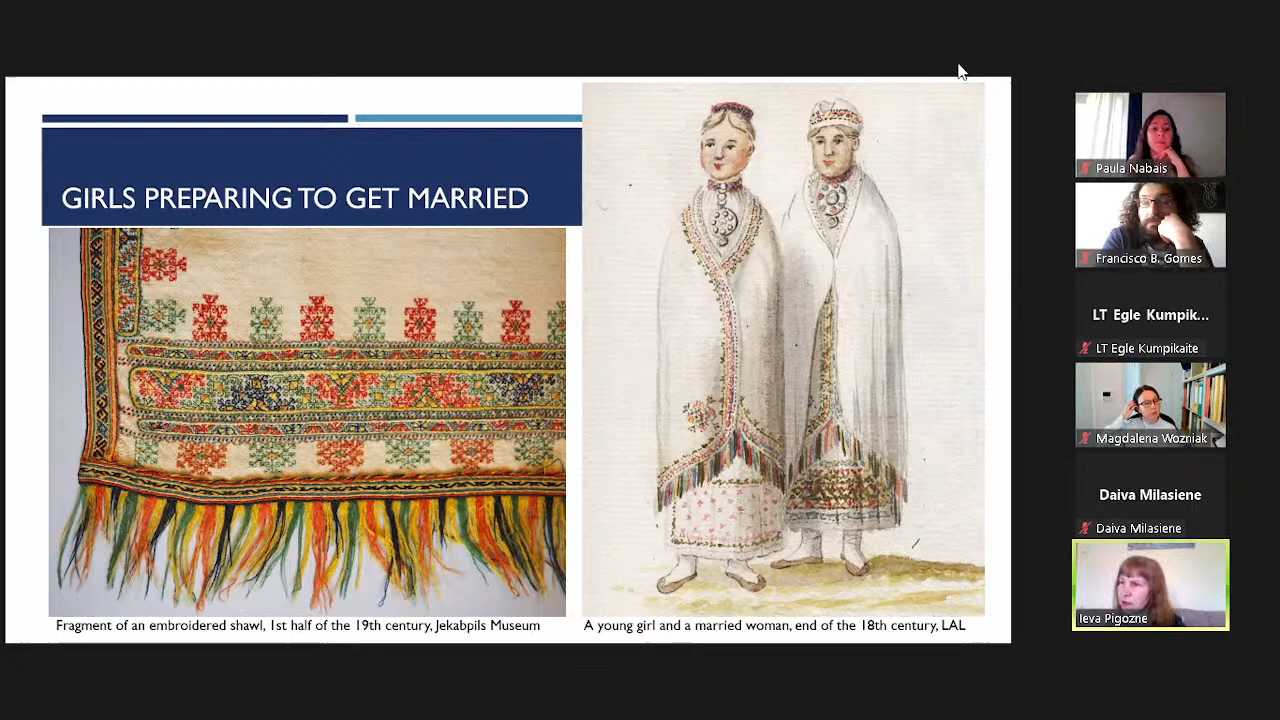 GIRLS PREPARING TO GET MARRIED
Fragment of an embroidered shawl, 1st half of the 19th century, Jekabpils Museum
A young girl and a married woman, end of the 18th century, LAL
Paula Nabais
Francisco B. Gomes
LT Egle Kumpik...
LT Egle Kumpikaite
Magdalena Wozniak
Daiva Milasiene
Daiva Milasiene
Ieva Pigozne